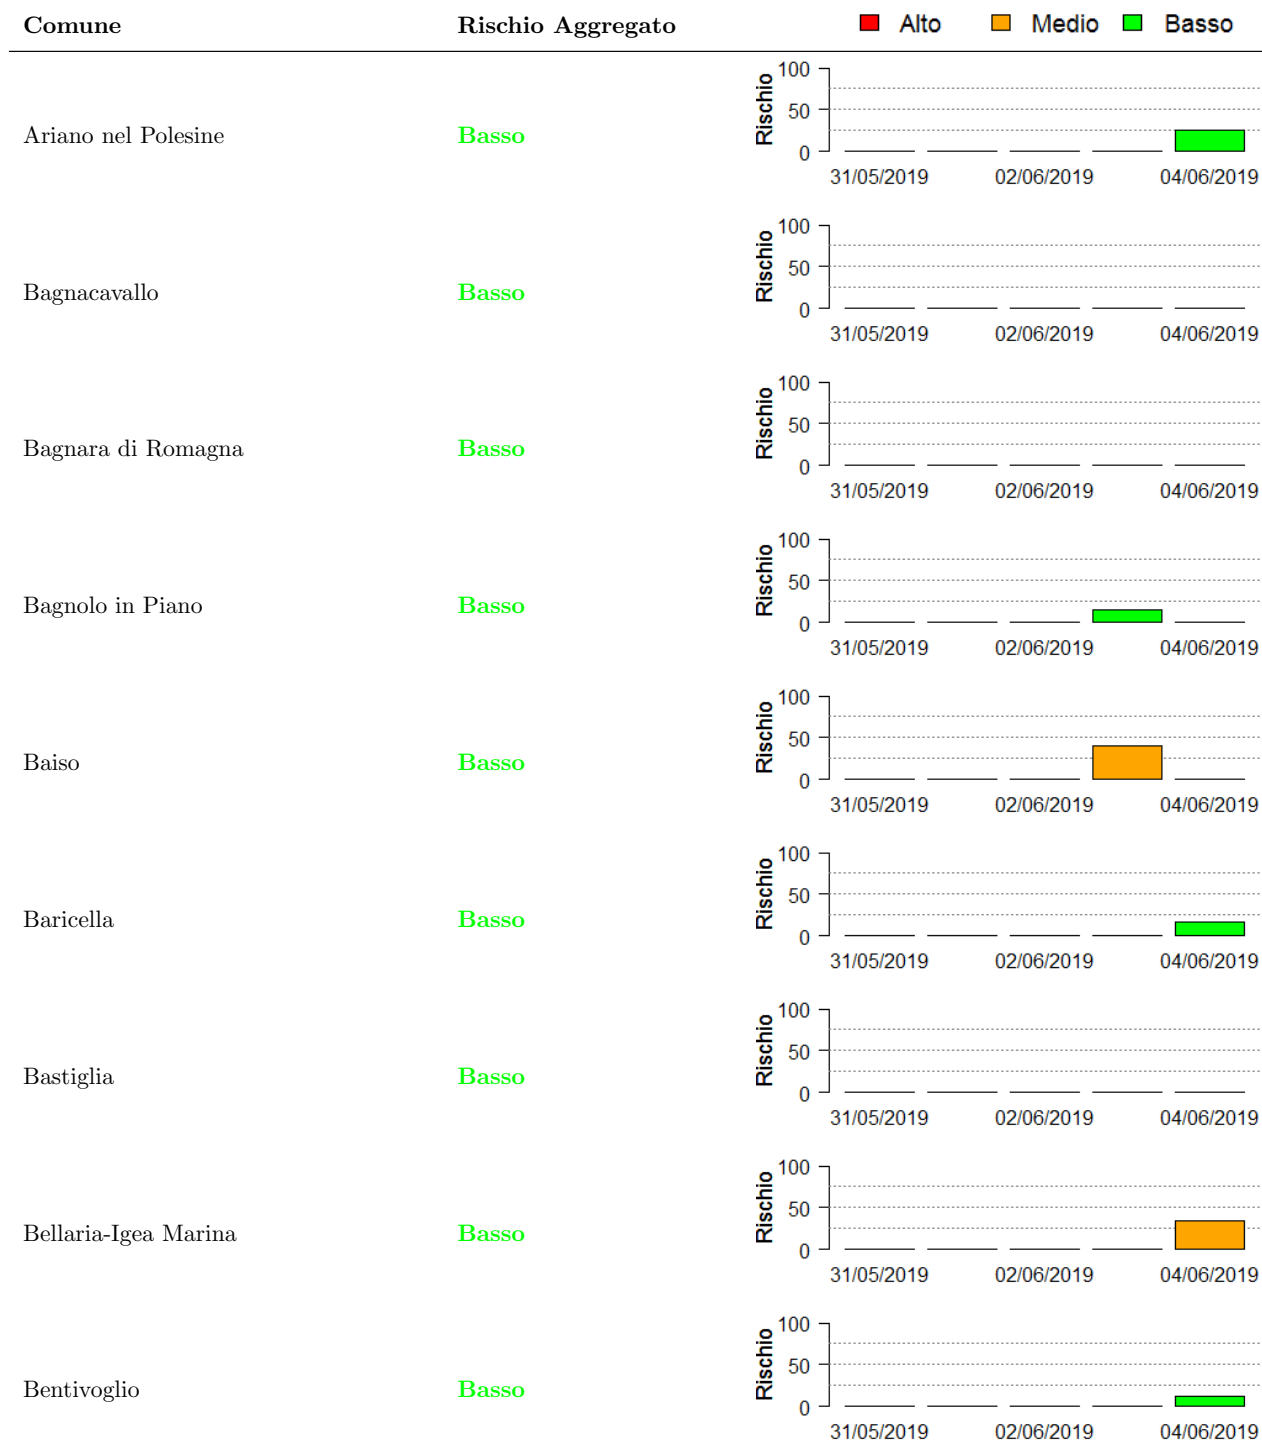 Comune Rischio Aggregato Alto Medio Basso
Ariano nel Polesine Basso
Rischio
100
50
0
31/05/2019 02/06/2019 04/06/2019
Bagnacavallo Basso
Rischio
100
50
0
31/05/2019 02/06/2019 04/06/2019
Bagnara di Romagna Basso
Rischio
100
50
0
31/05/2019 02/06/2019 04/06/2019
Bagnolo in Piano Basso
Rischio
100
50
0
31/05/2019 02/06/2019 04/06/2019
Baiso Basso
Rischio
100
50
0
31/05/2019 02/06/2019 04/06/2019
Baricella Basso
Rischio
100
50
0
31/05/2019 02/06/2019 04/06/2019
Bastiglia Basso
Rischio
100
50
0
31/05/2019 02/06/2019 04/06/2019
Bellaria-Igea Marina Basso
Rischio
100
50
0
31/05/2019 02/06/2019 04/06/2019
Bentivoglio Basso
Rischio
100
50
0
31/05/2019 02/06/2019 04/06/2019